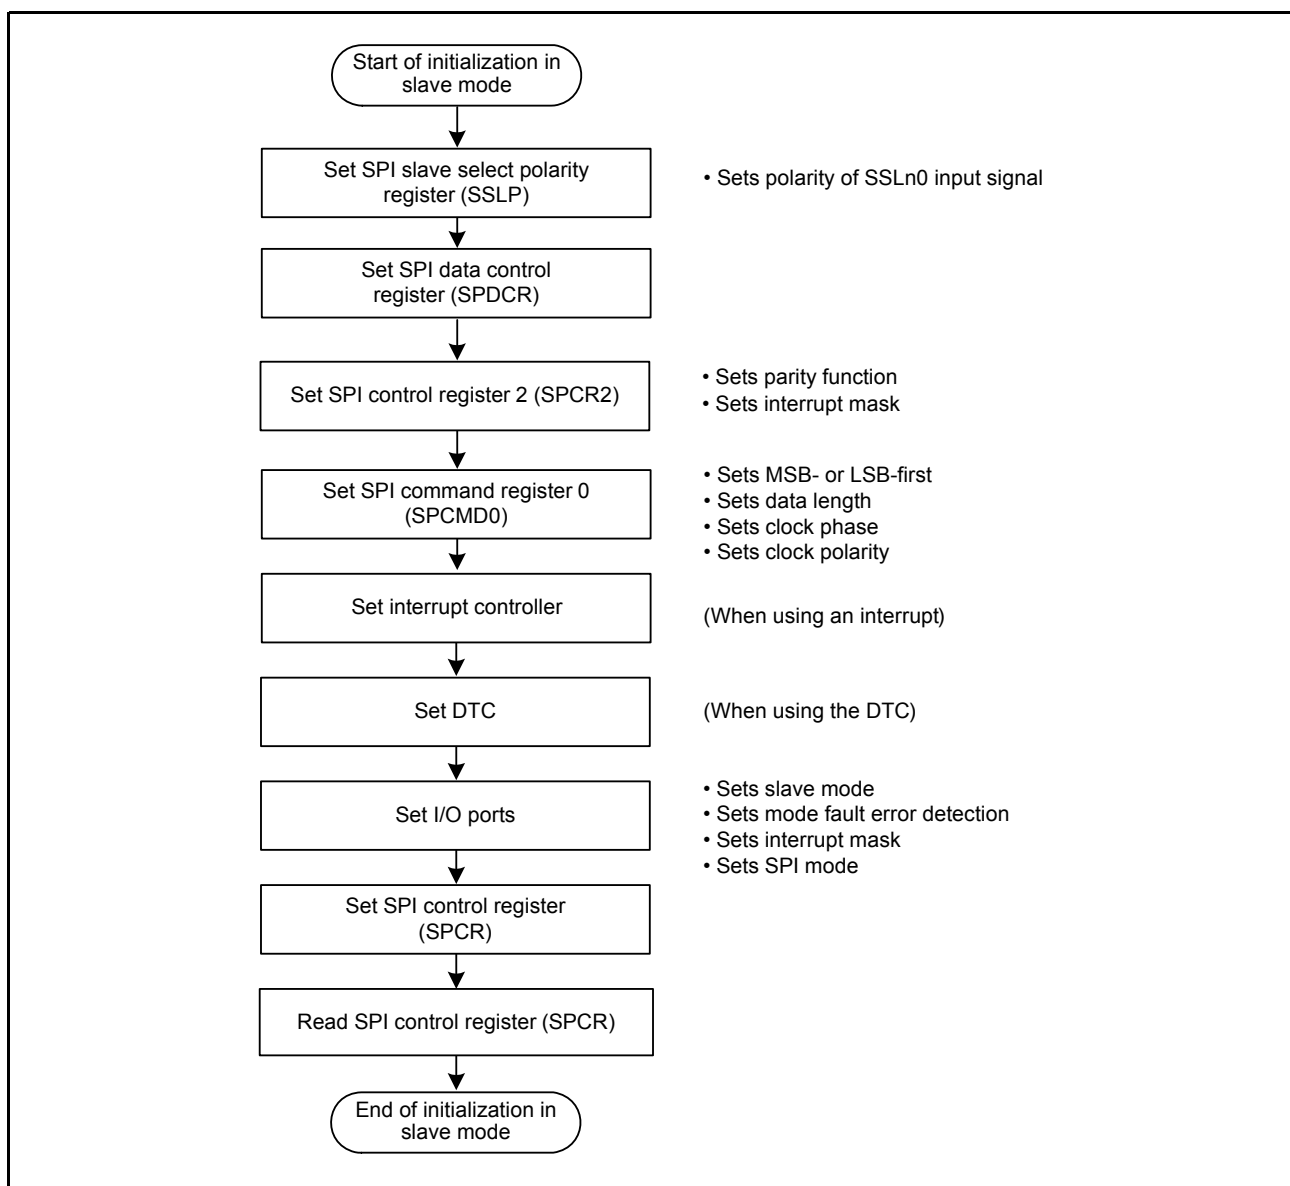 Start of initialization in
slave mode
Set SPI slave select polarity
register (SSLP)
• Sets polarity of SSLn0 input signal
Set SPI data control
register (SPDCR)
Set SPI control register 2 (SPCR2)
• Sets parity function
• Sets interrupt mask
Set SPI command register 0
(SPCMD0)
• Sets MSB- or LSB-first
• Sets data length
• Sets clock phase
• Sets clock polarity
Set interrupt controller
(When using an interrupt)
Set DTC
(When using the DTC)
Set I/O ports
• Sets slave mode
• Sets mode fault error detection
• Sets interrupt mask
• Sets SPI mode
Set SPI control register
(SPCR)
Read SPI control register (SPCR)
End of initialization in
slave mode